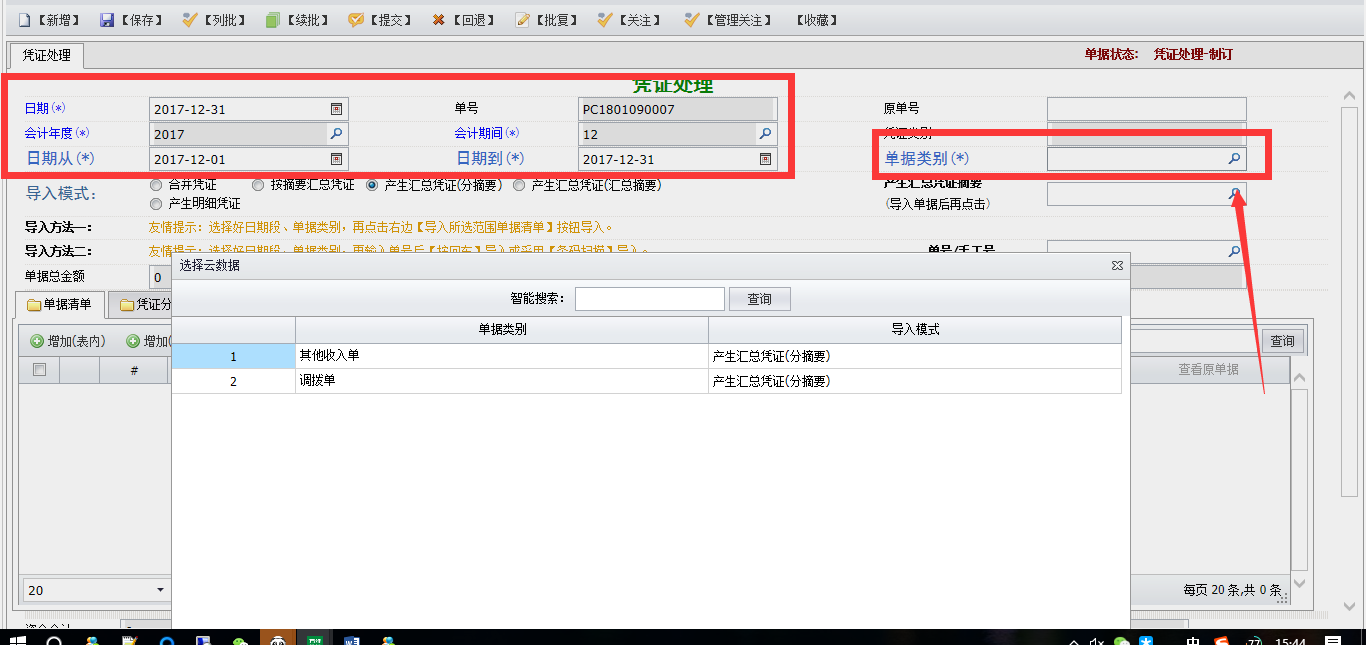 【新增】 【保存】 【列批】 【续批】 【提交】 【回退】 【批复】 【关注】 【管理关注】 【收藏】
凭证处理 单据状态: 凭证处理-制订
凭证处理
日期(*) 2017-12-31 单号 PC1801090007 原单号
会计年度(*) 2017 会计期间(*) 12 凭证类别
日期从(*) 2017-12-01 日期到(*) 2017-12-31 单据类别(*)
导入模式: 合并凭证 按摘要汇总凭证 产生汇总凭证(分摘要) 产生汇总凭证(汇总摘要) 产生汇总凭证摘要
产生明细凭证 (导入单据后再点击)
导入方法一: 友情提示: 选择好日期段、单据类别，再点击右边【导入所选范围单据清单】按钮导入。
导入方法二: 友情提示: 选择好日期段、单据类别，再输入单号后【按回车】导入或采用【条码扫描】导入。 单号/手工号
单据总金额 0
选择云数据
智能搜索: 查询
单据清单 凭证分
单据类别 导入模式
增加(表内) 增加( 查询
1 其他收入单 产生汇总凭证(分摘要)
# 查看原单据
2 调拨单 产生汇总凭证(分摘要)
20 每页 20 条,共 0 条
77 15:44